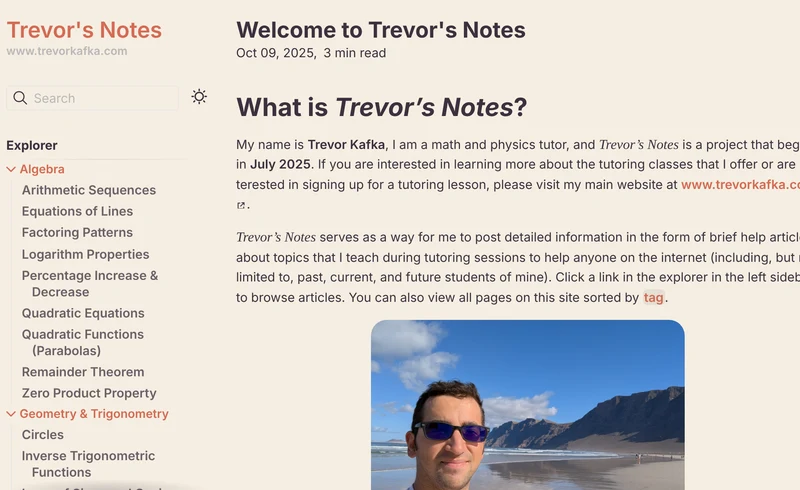 Trevor's Notes
www.trevorkafka.com
Search
Explorer
Algebra
Arithmetic Sequences
Equations of Lines
Factoring Patterns
Logarithm Properties
Percentage Increase &
Decrease
Quadratic Equations
Quadratic Functions
(Parabolas)
Remainder Theorem
Zero Product Property
Geometry & Trigonometry
Circles
Inverse Trigonometric
Functions
Welcome to Trevor's Notes
Oct 09, 2025, 3 min read
What is Trevor’s Notes?
My name is Trevor Kafka, I am a math and physics tutor, and Trevor’s Notes is a project that beg
in July 2025. If you are interested in learning more about the tutoring classes that I offer or are
terested in signing up for a tutoring lesson, please visit my main website at www.trevorkafka.co
.
Trevor’s Notes serves as a way for me to post detailed information in the form of brief help artic
about topics that I teach during tutoring sessions to help anyone on the internet (including, but
limited to, past, current, and future students of mine). Click a link in the explorer in the left sideb
to browse articles. You can also view all pages on this site sorted by tag.